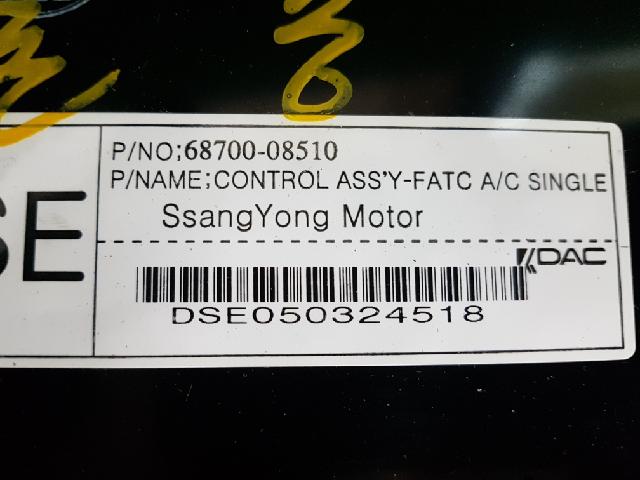 P/NO;68700-08510
P/NAME;CONTROL ASS'Y-FATC A/C SINGLE
SsangYong Motor
SE
DAC
DSE050324518